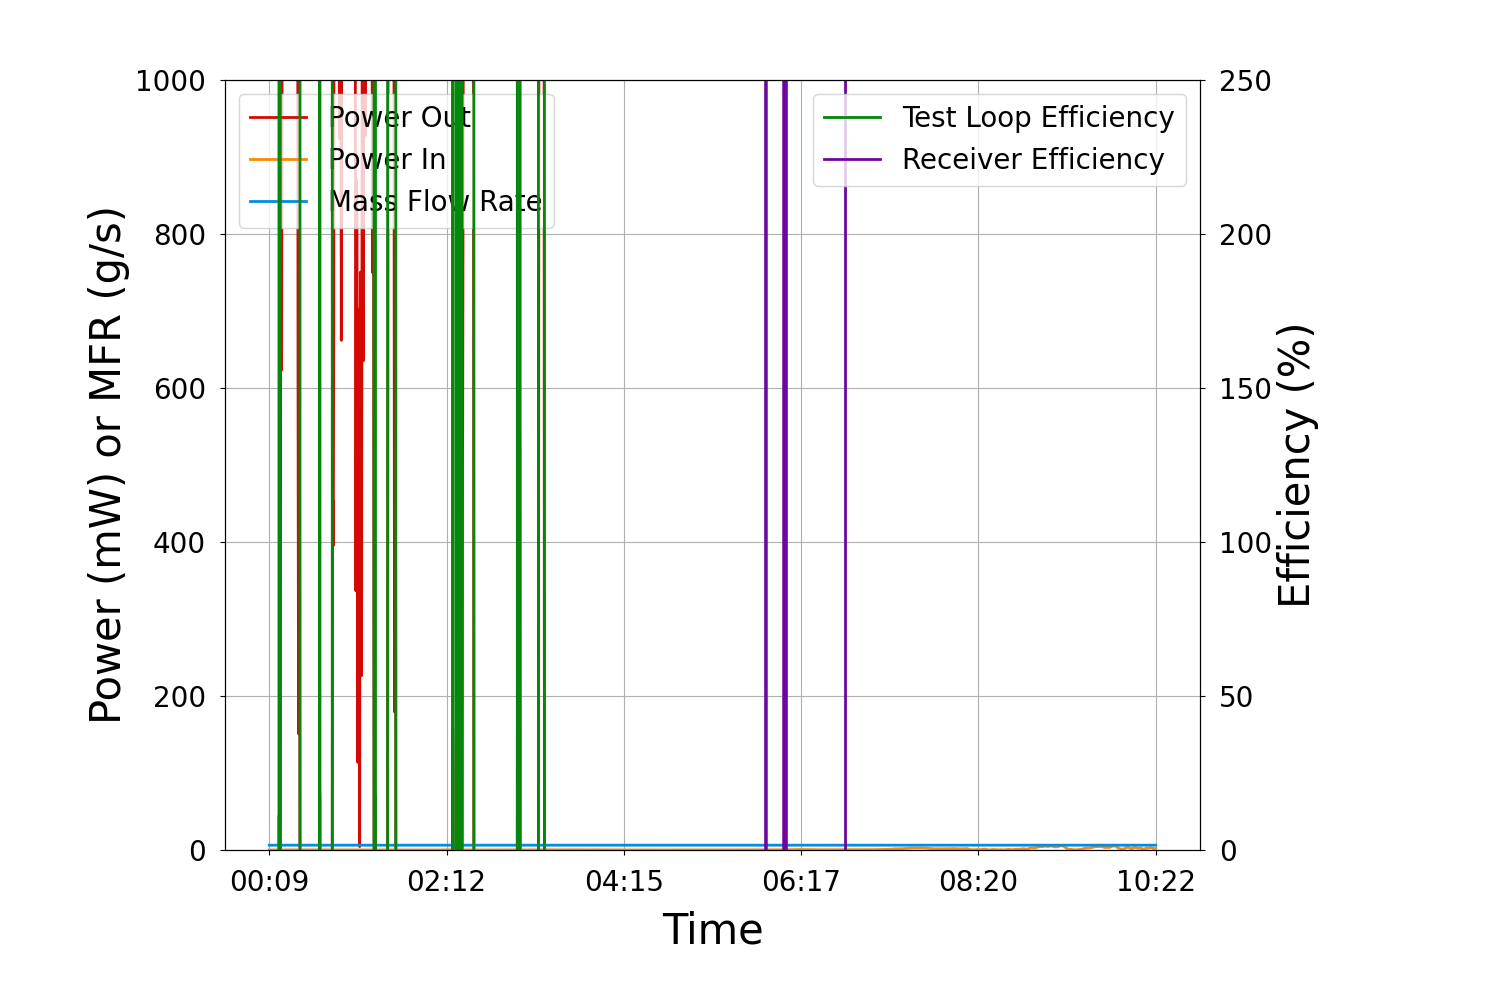 1000
800
600
400
200
0
Power (mW) or MFR (g/s)
Power Out
Power In
Mass Flow Rate
Test Loop Efficiency
Receiver Efficiency
250
200
150
100
50
0
Efficiency (%)
00:09 02:12 04:15 06:17 08:20 10:22
Time